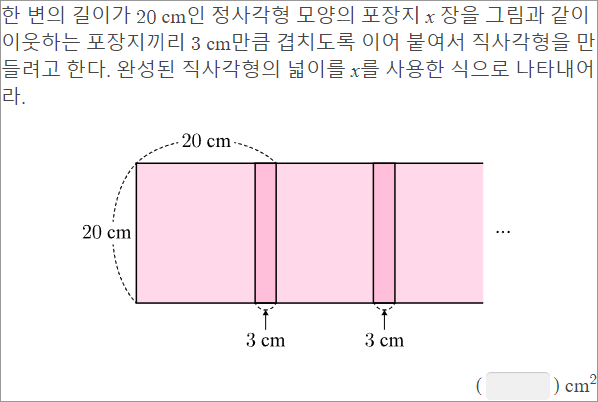 한 변의 길이가 20 cm인 정사각형 모양의 포장지 x 장을 그림과 같이
이웃하는 포장지끼리 3 cm만큼 겹치도록 이어 붙여서 직사각형을 만
들려고 한다. 완성된 직사각형의 넓이를 x를 사용한 식으로 나타내어
라.
20 cm
20 cm
...
3 cm 3 cm
( ) cm²